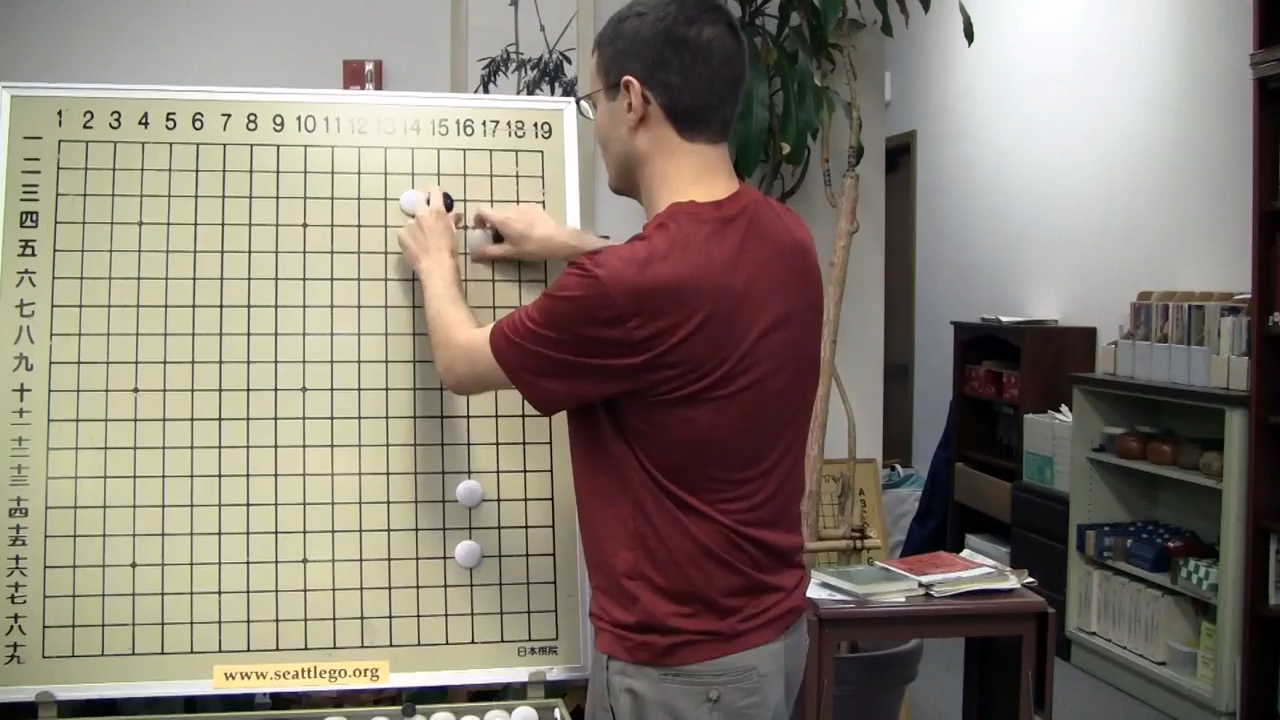 1 2 3 4 5 6 7 8 9 10 11 12 13 14 15 16 17 18 19
一
二
三
四
五
六
七
八
九
十
十一
十二
十三
十四
十五
十六
十七
十八
十九
日本棋院
www.seattlego.org
A
B